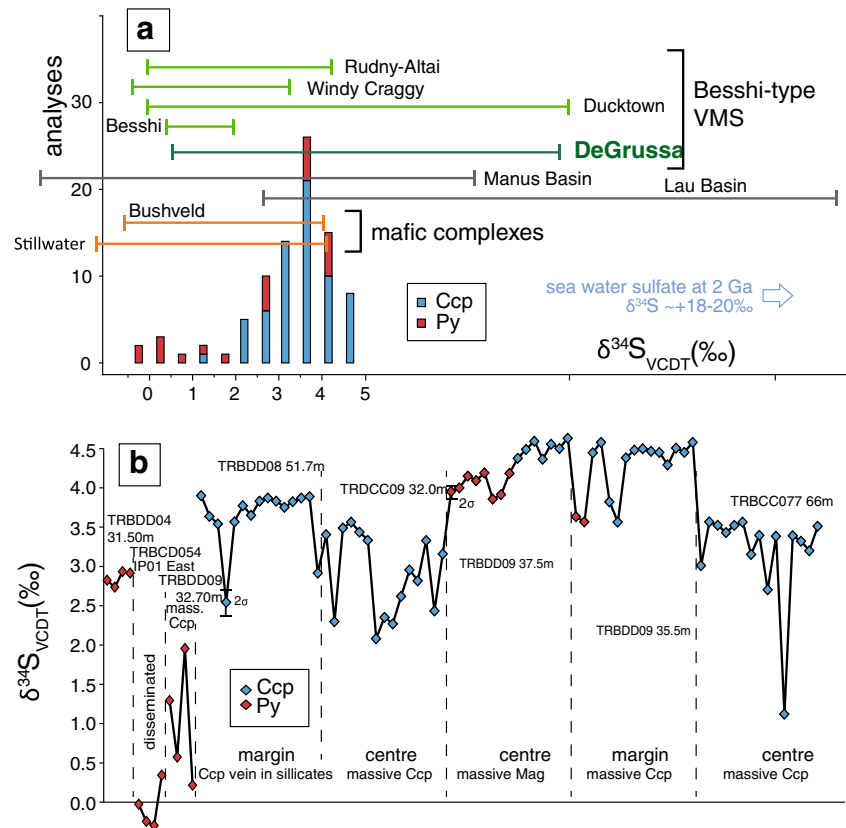 a
analyses
30
20
10
0
Rudny-Altai
Windy Craggy
Ducktown
Besshi
DeGrussa
Besshi-type
VMS
Manus Basin
Lau Basin
Bushveld
Stillwater
mafic complexes
Ccp
Py
sea water sulfate at 2 Ga
δ34S ~+18-20‰
δ34S VCDT(‰)
0 1 2 3 4 5
b
δ34S VCDT(‰)
4.5
4.0
3.5
3.0
2.5
2.0
1.5
1.0
0.5
0.0
TRBDD04
31.50m
TRBCD054
IP01 East
TRBDD09
32.70m
mass.
Ccp
disseminated
TRBDD08 51.7m
2σ
TRDCC09 32.0m
2σ
TRBDD09 37.5m
TRBDD09 35.5m
TRBCC077 66m
Ccp
Py
margin
Ccp vein in sillicates
centre
massive Ccp
centre
massive Mag
margin
massive Ccp
centre
massive Ccp